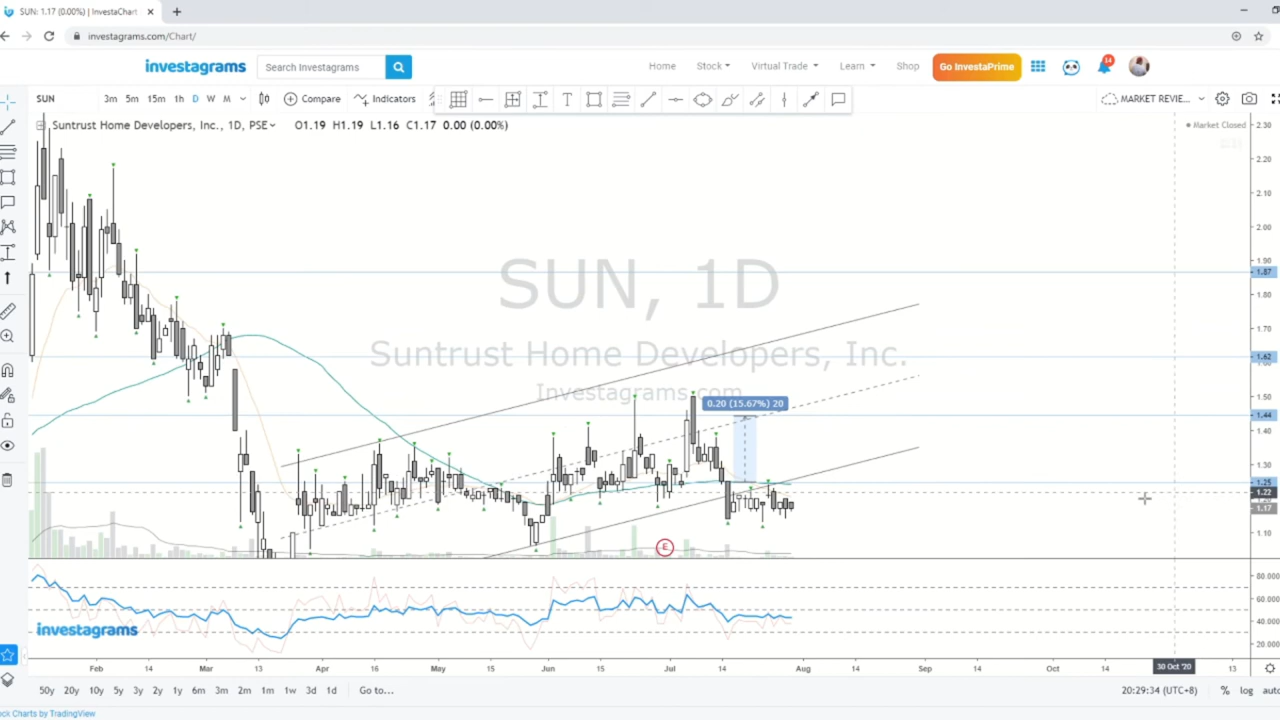 SUN: 1.17 (0.00%) | InvestaChart
investagrams.com/Chart/
investagrams
Search Investagrams
Home
Stock
Virtual Trade
Learn
Shop
Go InvestaPrime
14
SUN
3m 5m 15m 1h D W M
Compare
Indicators
MARKET REVIE...
Suntrust Home Developers, Inc., 1D, PSE
O1.19 H1.19 L1.16 C1.17 0.00 (0.00%)
Market Closed
2.30
2.20
2.10
2.00
1.90
1.87
1.80
1.70
1.62
1.50
1.44
1.40
1.30
1.25
1.22
1.17
1.10
SUN, 1D
Suntrust Home Developers, Inc.
Investagrams.com
0.20 (15.67%) 20
E
80.000
60.000
40.000
20.000
investagrams
Feb 14 Mar 13 Apr 16 May 15 Jun 15 Jul 14 Aug 14 Sep 14 Oct 14 30 Oct '20 13
50y 20y 10y 5y 3y 2y 1y 6m 3m 2m 1m 1w 3d 1d Go to...
20:29:34 (UTC+8)
% log auto
ock Charts by TradingView